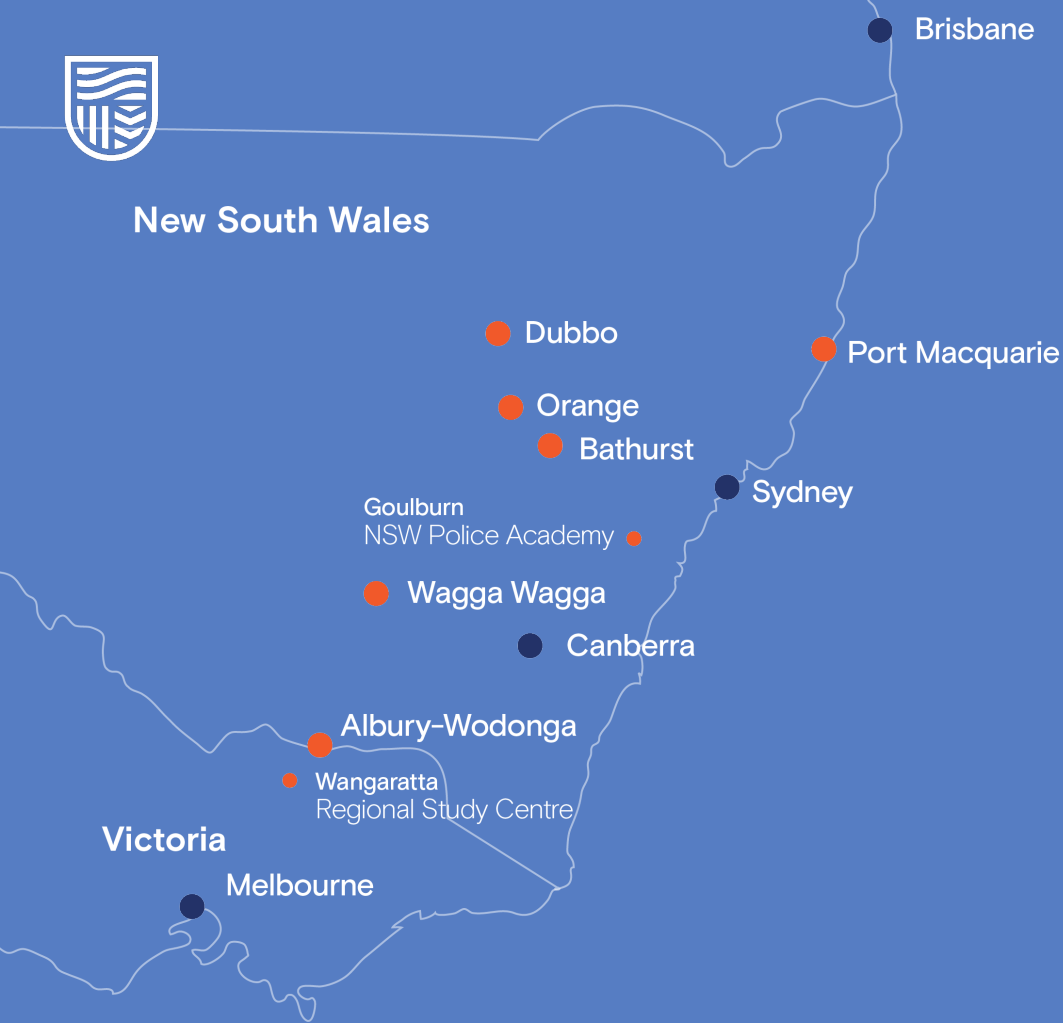 Brisbane
New South Wales
Dubbo
Port Macquarie
Orange
Bathurst
Sydney
Goulburn
NSW Police Academy
Wagga Wagga
Canberra
Albury-Wodonga
Wangaratta
Regional Study Centre
Victoria
Melbourne